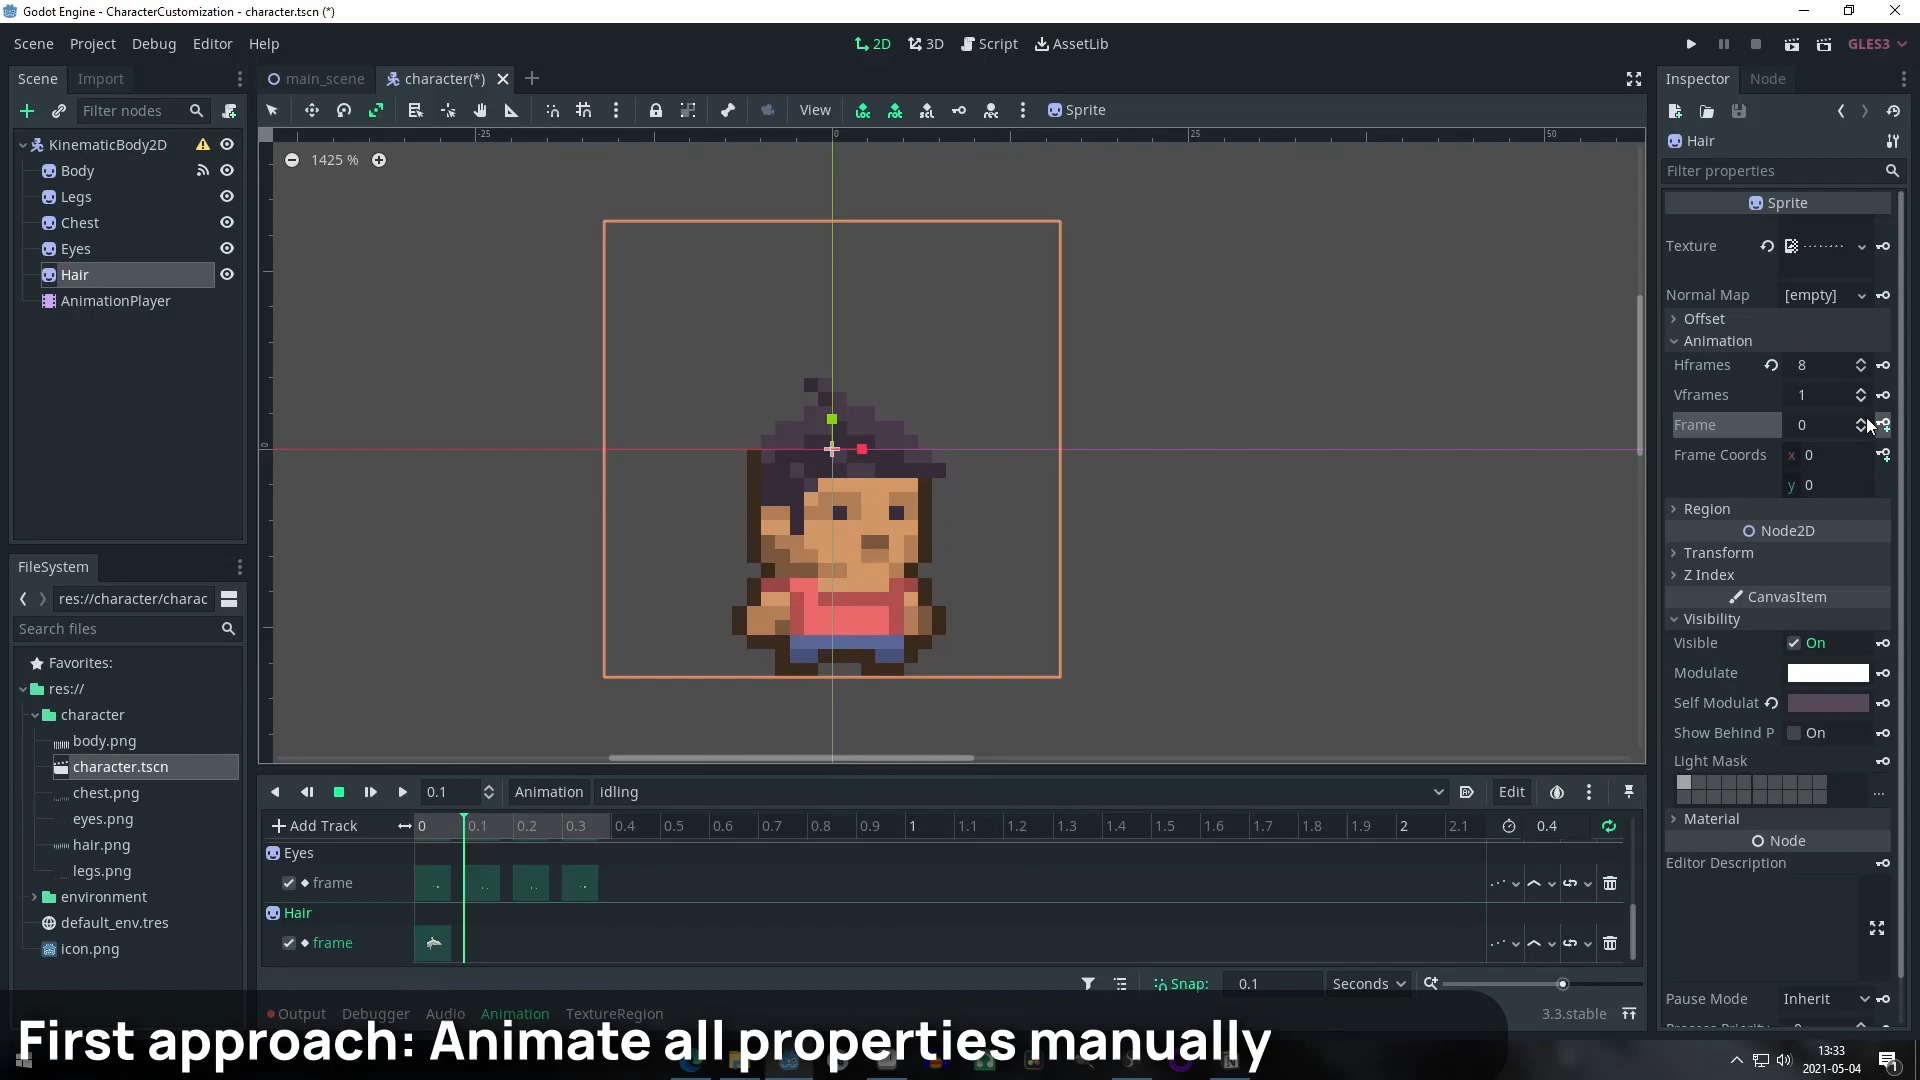 Godot Engine - CharacterCustomization - character.tscn (*)
Scene Project Debug Editor Help
2D 3D Script AssetLib
GLES3
Scene Import
main_scene character(*)
Inspector Node
Filter nodes
View
Sprite
KinematicBody2D
Body
Legs
Chest
Eyes
Hair
AnimationPlayer
-25 0 25 50
1425 %
0
Hair
Filter properties
Sprite
Texture
Normal Map [empty]
Offset
Animation
Hframes 8
Vframes 1
Frame 0
Frame Coords x 0
y 0
Region
Node2D
Transform
Z Index
CanvasItem
Visibility
Visible On
Modulate
Self Modulat
Show Behind P On
Light Mask
...
Material
Node
Editor Description
Pause Mode Inherit
FileSystem
res://character/charac
Search files
Favorites:
res://
character
body.png
character.tscn
chest.png
eyes.png
hair.png
legs.png
environment
default_env.tres
icon.png
0.1 Animation idling Edit
Add Track 0 0.1 0.2 0.3 0.4 0.5 0.6 0.7 0.8 0.9 1 1.1 1.2 1.3 1.4 1.5 1.6 1.7 1.8 1.9 2 2.1 0.4
Eyes
frame
Hair
frame
Snap: 0.1 Seconds
Output Debugger Audio Animation TextureRegion 3.3.stable
First approach: Animate all properties manually
13:33
2021-05-04
1